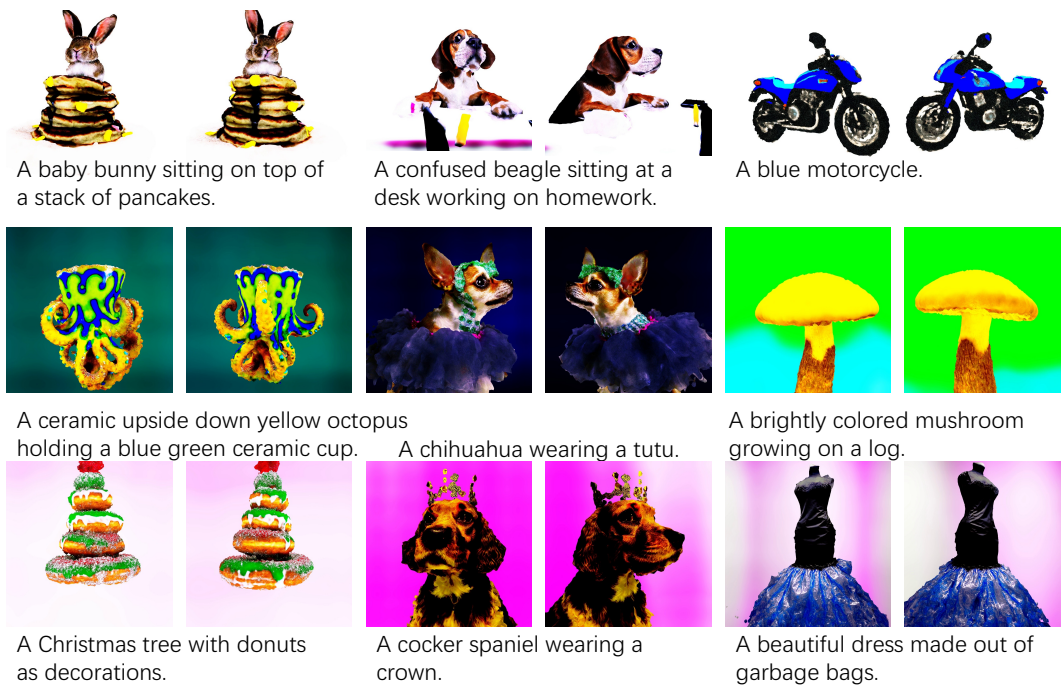 A baby bunny sitting on top of
a stack of pancakes.
A confused beagle sitting at a
desk working on homework.
A blue motorcycle.
A ceramic upside down yellow octopus
holding a blue green ceramic cup.
A chihuahua wearing a tutu.
A brightly colored mushroom
growing on a log.
A Christmas tree with donuts
as decorations.
A cocker spaniel wearing a
crown.
A beautiful dress made out of
garbage bags.